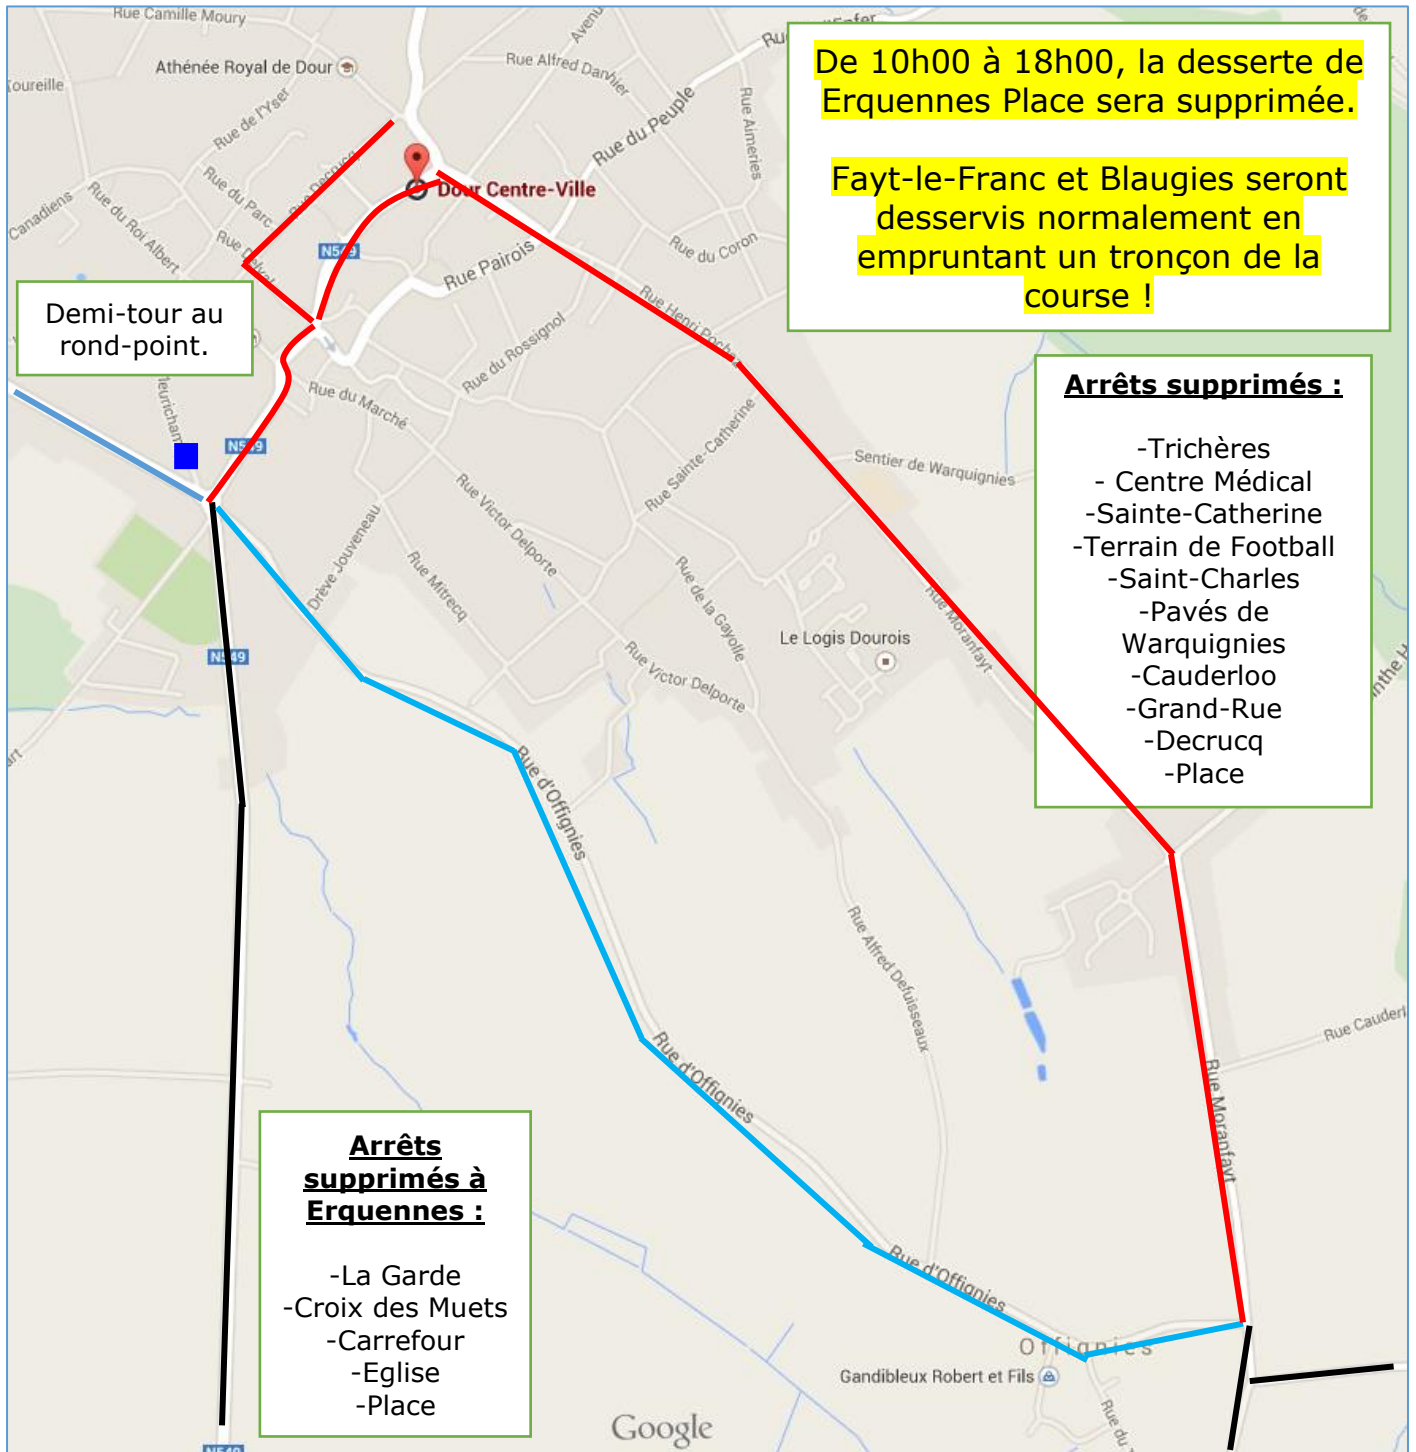 Rue Camille Moury
Athénée Royal de Dour
Toureille
Rue de l'Yser
Rue Decrucq
Rue du Parc
Canadiens
Rue du Roi Albert
Rue Alfred Danhier
Rue du Peuple
Rue Aimeries
Dour Centre-Ville
N549
Rue Pairois
Rue du Coron
De 10h00 à 18h00, la desserte de
Erquennes Place sera supprimée.
Fayt-le-Franc et Blaugies seront
desservis normalement en
empruntant un tronçon de la
course !
Demi-tour au
rond-point.
Rue du Rossignol
Rue du Marché
N549
Rue Sainte-Catherine
Sentier de Warquignies
Rue Victor Delporte
Drève Jouveneau
Rue Mitrecq
Rue de la Gayolle
Rue Moranfayt
Le Logis Dourois
Rue Victor Delporte
N549
Arrêts supprimés :
-Trichères
- Centre Médical
-Sainte-Catherine
-Terrain de Football
-Saint-Charles
-Pavés de
Warquignies
-Cauderloo
-Grand-Rue
-Decrucq
-Place
Rue d'Offignies
Rue Alfred Defuisseaux
Rue d'Offignies
Rue Moranfayt
Rue d'Offignies
Offignies
Gandibleux Robert et Fils
Rue du
Arrêts
supprimés à
Erquennes :
-La Garde
-Croix des Muets
-Carrefour
-Eglise
-Place
Google
N549